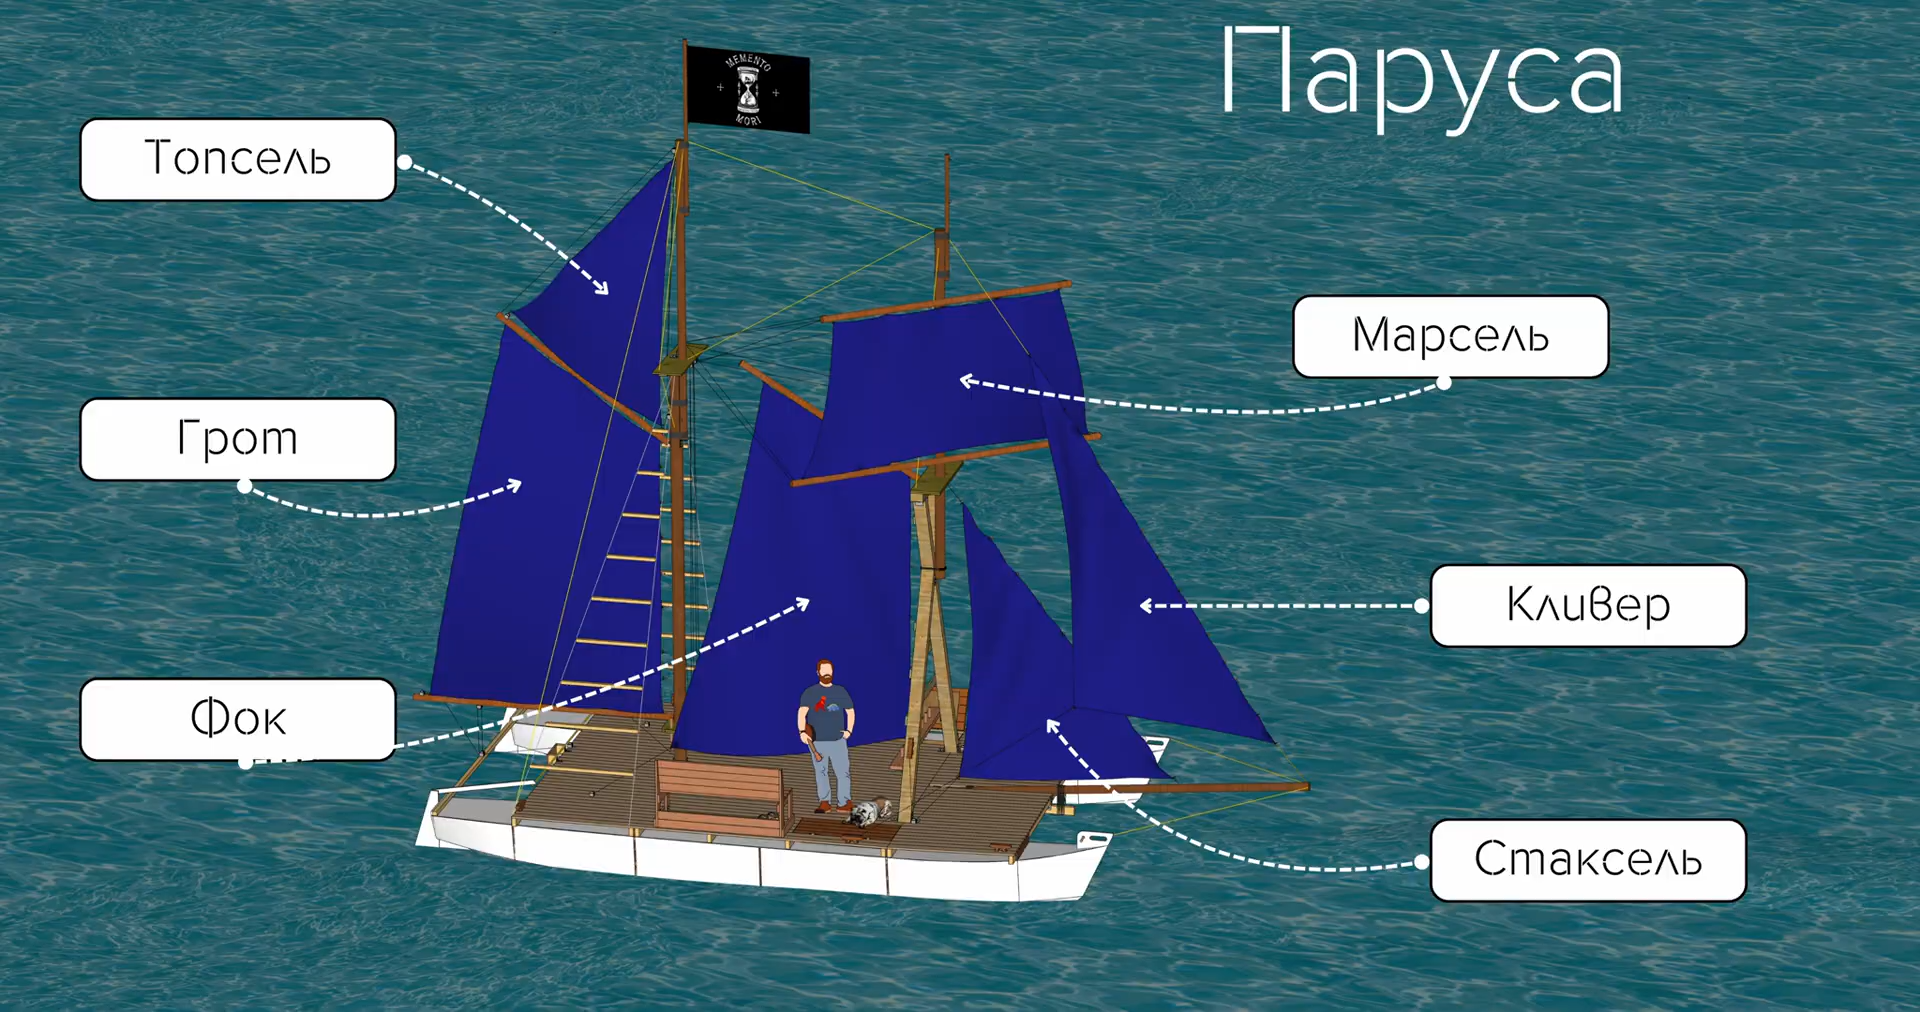 Паруса
MEMENTO
MORI
Топсель
Марсель
Грот
Кливер
Фок
Стаксель